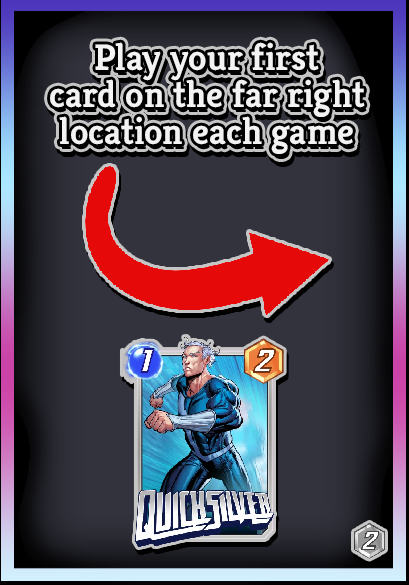 Play your first
card on the far right
location each game
1
2
QUICKSILVER
2